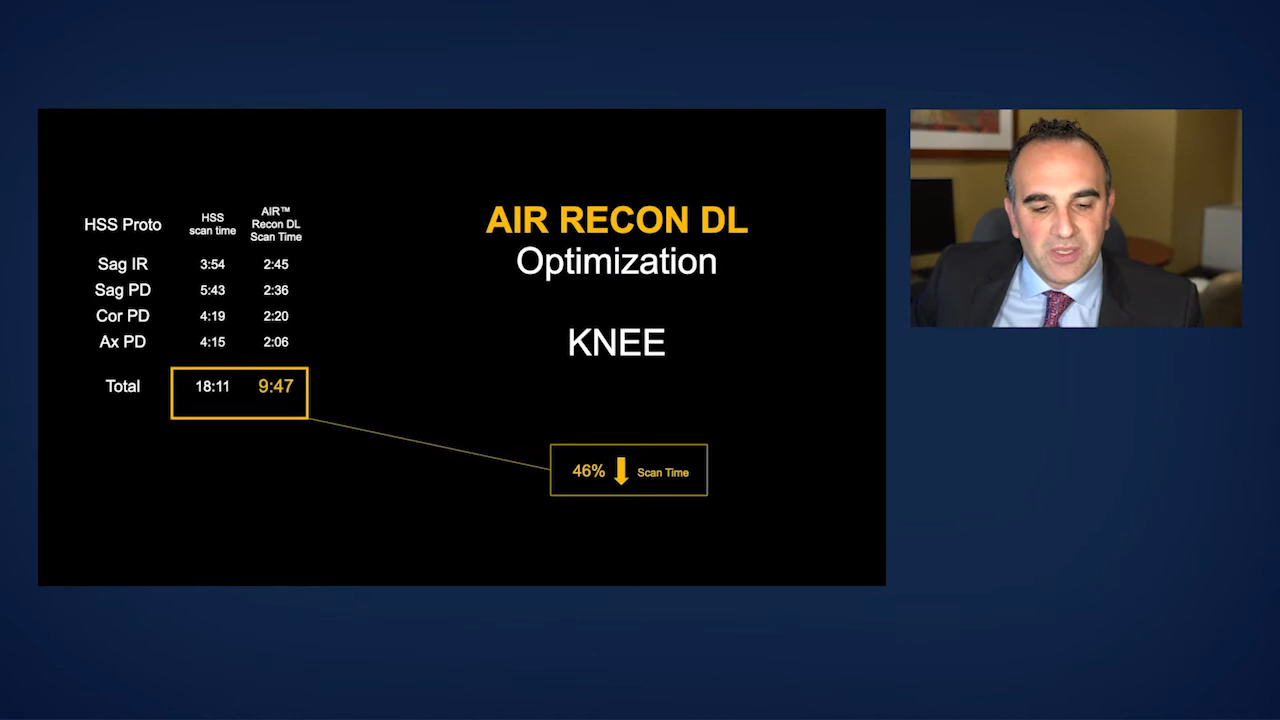 HSS Proto HSS scan time AIR™ Recon DL Scan Time
Sag IR 3:54 2:45
Sag PD 5:43 2:36
Cor PD 4:19 2:20
Ax PD 4:15 2:06
Total 18:11 9:47
AIR RECON DL
Optimization
KNEE
46% Scan Time